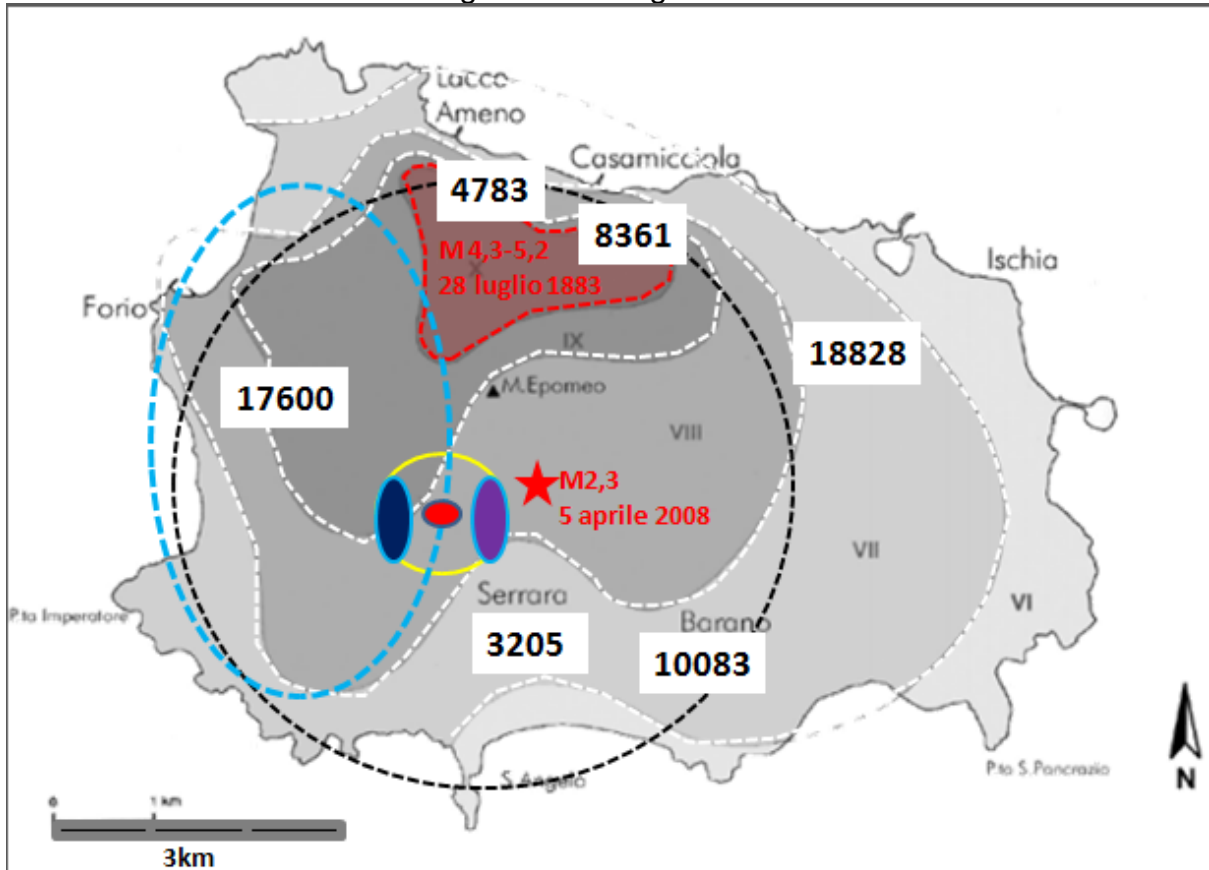 Lacco
Ameno
Casamicciola
4783
8361
Ischia
M 4,3-5,2
X
28 luglio 1883
Forio
IX
18828
17600
M.Epomeo
VIII
M2,3
5 aprile 2008
VII
Serrara
VI
P.ta Imperatore
Barano
3205
10083
S.Angelo
P.ta S.Pancrazio
N
0 1 km
3km